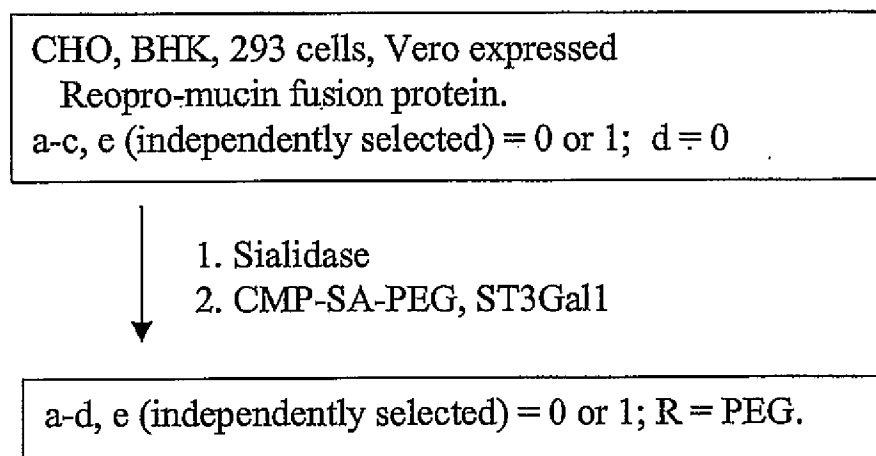 CHO, BHK, 293 cells, Vero expressed
Reopro-mucin fusion protein.
a-c, e (independently selected) = 0 or 1; d = 0
1. Sialidase
2. CMP-SA-PEG, ST3Gal1
a-d, e (independently selected) = 0 or 1; R = PEG.